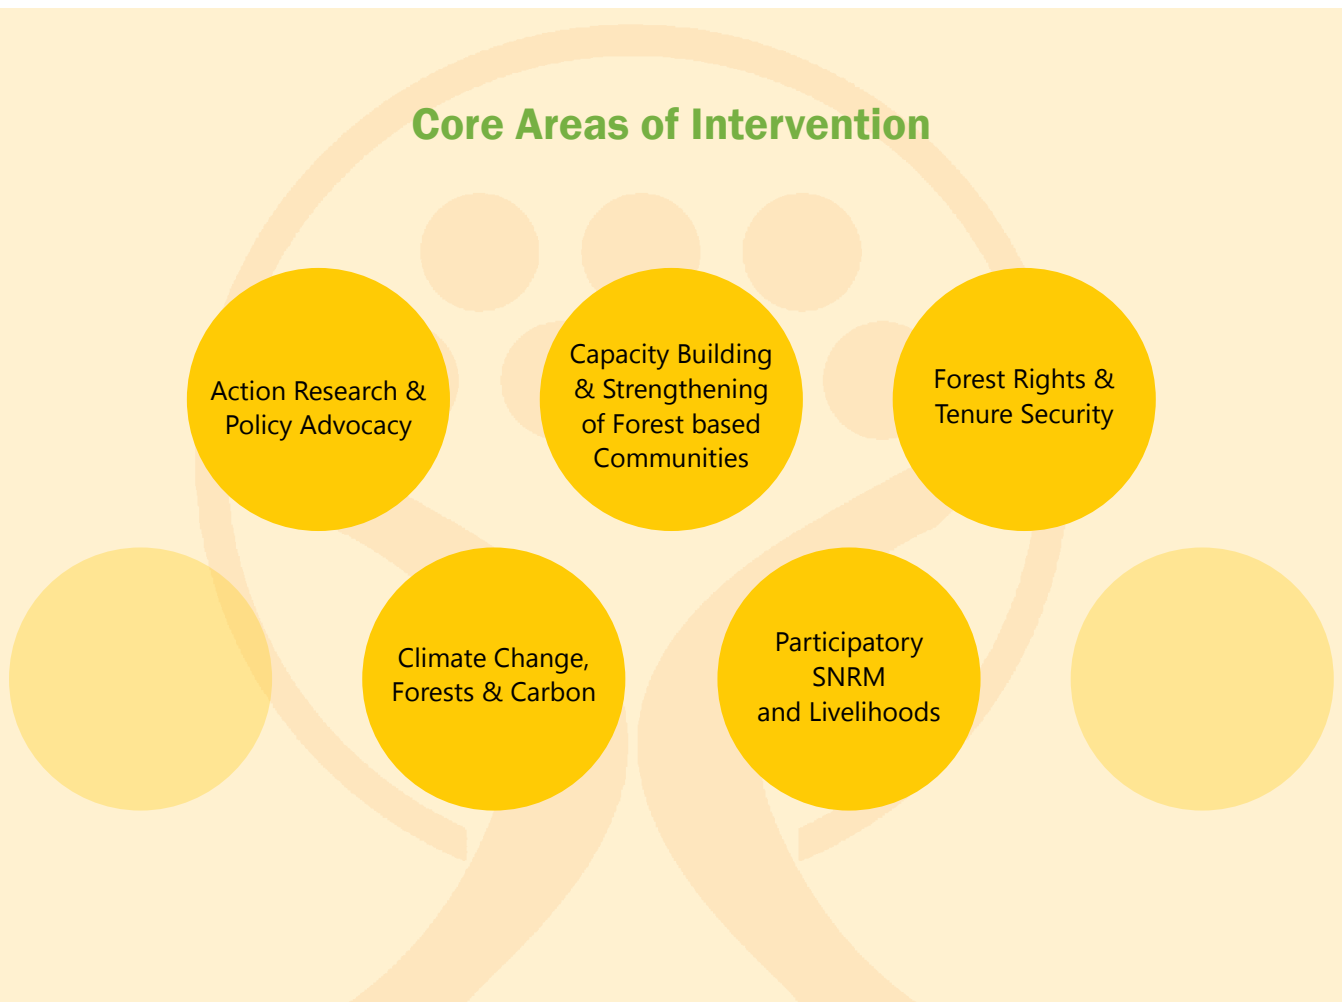 Core Areas of Intervention
Action Research &
Policy Advocacy
Capacity Building
& Strengthening
of Forest based
Communities
Forest Rights &
Tenure Security
Climate Change,
Forests & Carbon
Participatory
SNRM
and Livelihoods